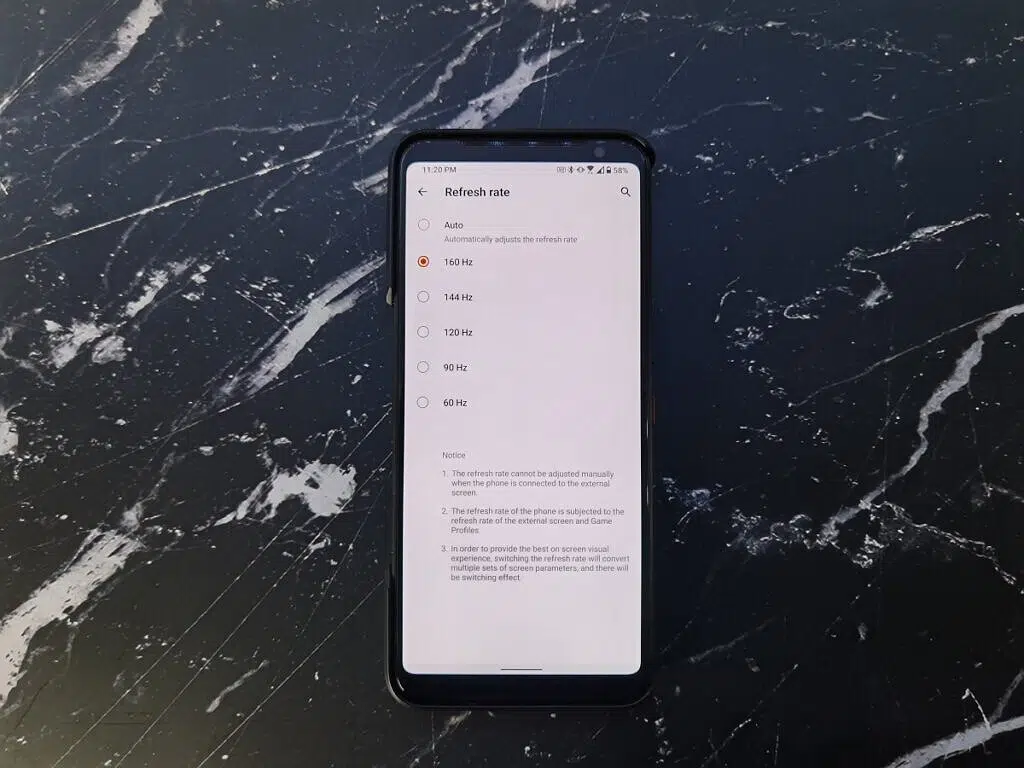 11:20 PM 58%
Refresh rate
Auto
Automatically adjusts the refresh rate
160 Hz
144 Hz
120 Hz
90 Hz
60 Hz
Notice
1. The refresh rate cannot be adjusted manually
when the phone is connected to the external
screen.
2. The refresh rate of the phone is subjected to the
refresh rate of the external screen and Game
Profiles.
3. In order to provide the best on screen visual
experience, switching the refresh rate will convert
multiple sets of screen parameters, and there will
be switching effect.